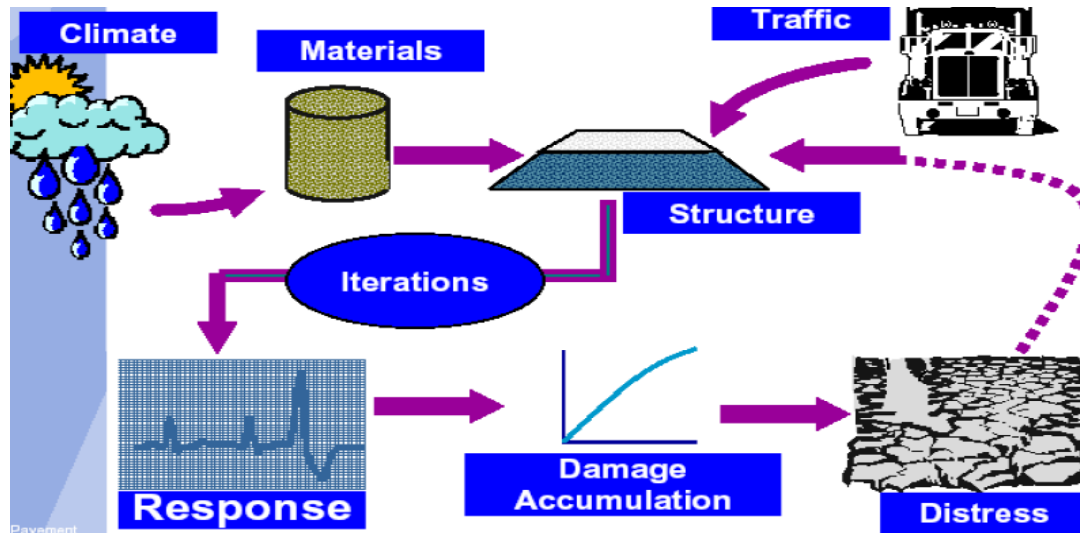 Climate
Traffic
Materials
Structure
Iterations
Response
Damage
Accumulation
Distress
Pavement